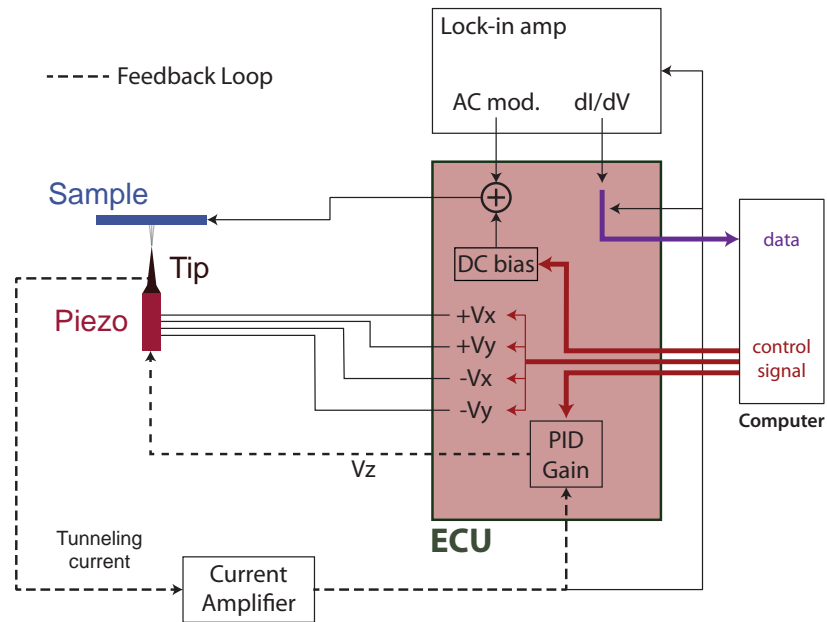 Lock-in amp
Feedback Loop
AC mod.
dI/dV
Sample
+
Tip
DC bias
data
Piezo
+Vx
+Vy
-Vx
-Vy
control
signal
Computer
PID
Gain
Vz
ECU
Tunneling
current
Current
Amplifier